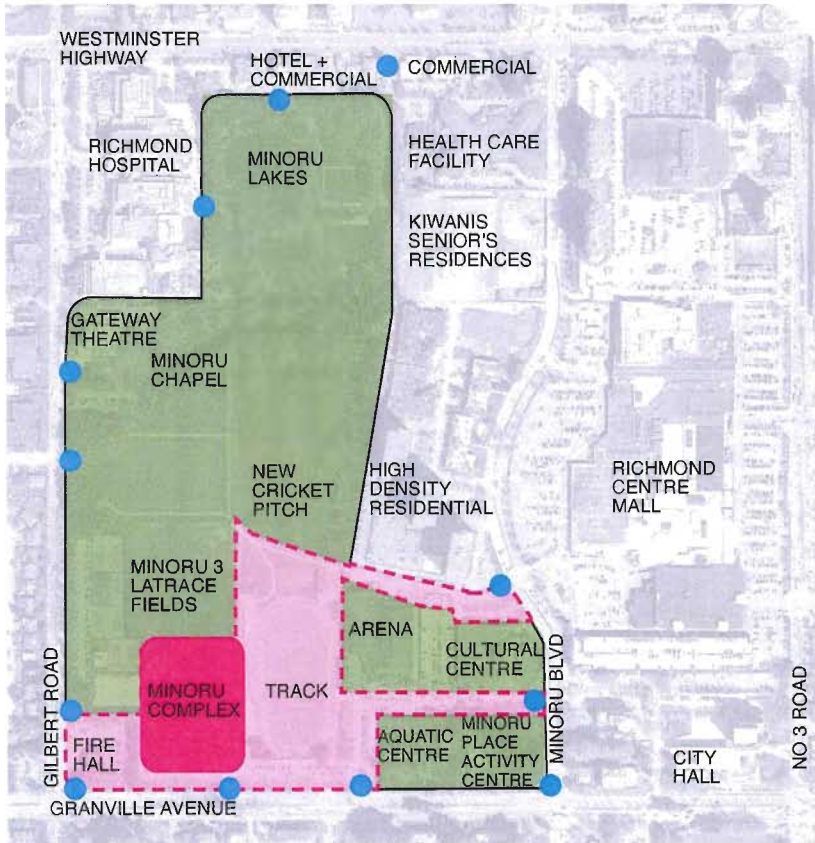 WESTMINSTER
HIGHWAY
HOTEL +
COMMERCIAL
COMMERCIAL
RICHMOND
HOSPITAL
MINORU
LAKES
HEALTH CARE
FACILITY
KIWANIS
SENIOR'S
RESIDENCES
GATEWAY
THEATRE
MINORU
CHAPEL
NEW
CRICKET
PITCH
HIGH
DENSITY
RESIDENTIAL
RICHMOND
CENTRE
MALL
MINORU 3
LATRACE
FIELDS
ARENA
CULTURAL
CENTRE
MINORU
COMPLEX
TRACK
GILBERT ROAD
FIRE
HALL
AQUATIC
CENTRE
MINORU
PLACE
ACTIVITY
CENTRE
MINORU BLVD
CITY
HALL
NO 3 ROAD
GRANVILLE AVENUE